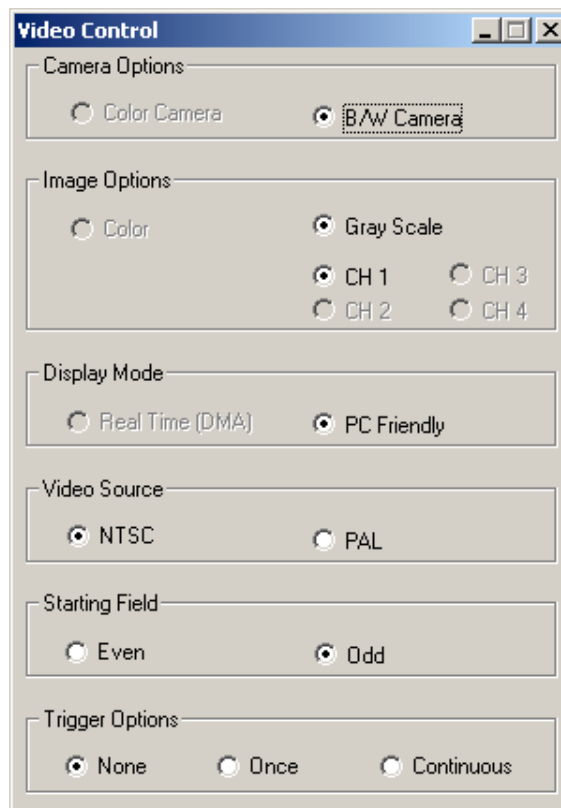 Video Control
Camera Options
Color Camera B/W Camera
Image Options
Color Gray Scale
CH 1 CH 3
CH 2 CH 4
Display Mode
Real Time (DMA) PC Friendly
Video Source
NTSC PAL
Starting Field
Even Odd
Trigger Options
None Once Continuous